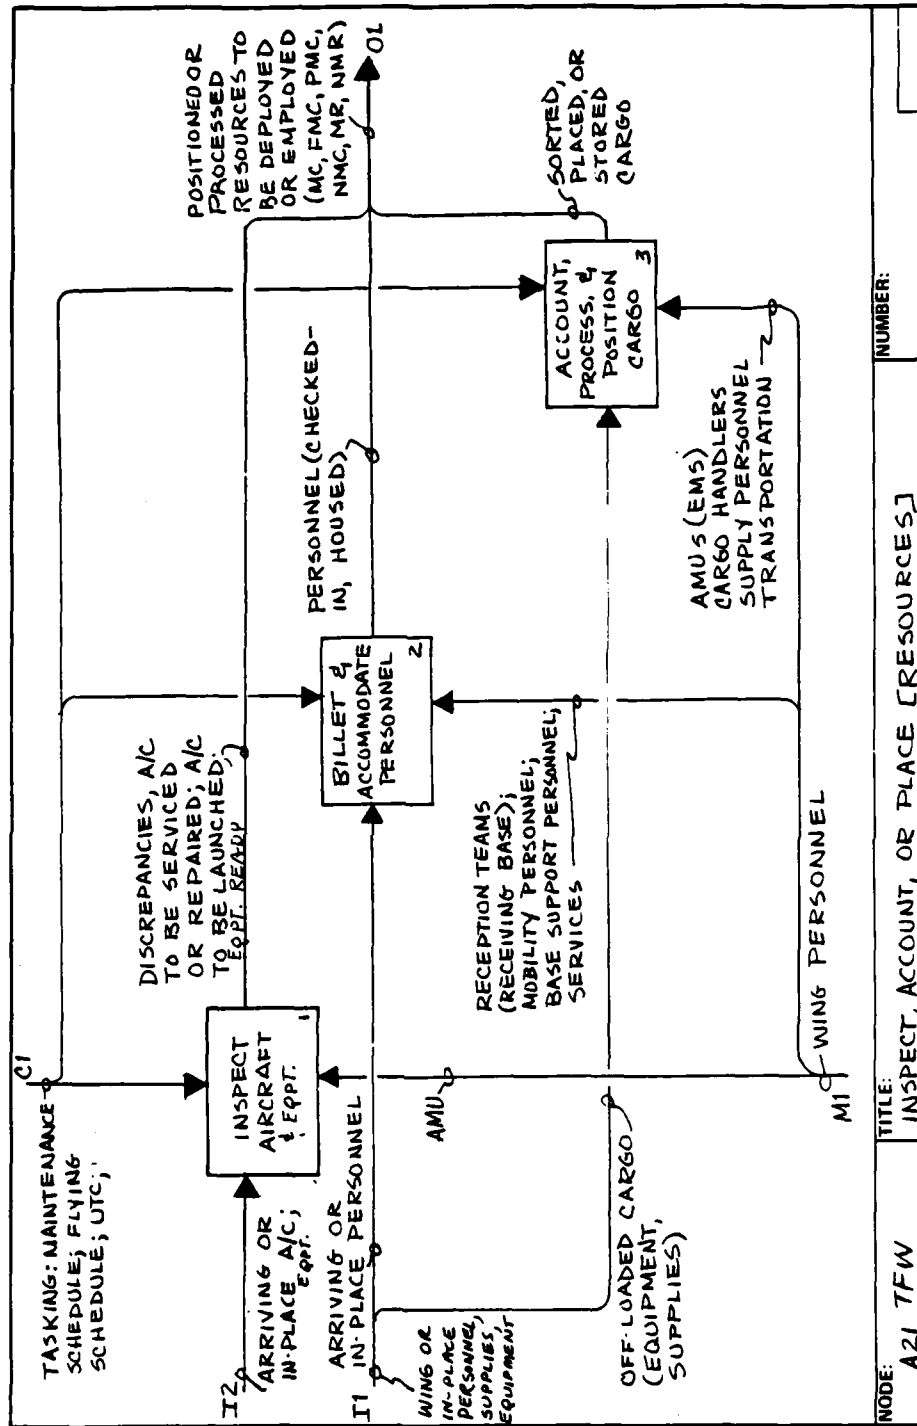 C1
TASKING: MAINTENANCE
SCHEDULE; FLYING
SCHEDULE; UTC;
I2
ARRIVING OR
IN-PLACE A/C;
EQPT.
INSPECT
AIRCRAFT
& EQPT.
1
DISCREPANCIES, A/C
TO BE SERVICED
OR REPAIRED; A/C
TO BE LAUNCHED;
EQPT. READY
POSITIONED OR
PROCESSED
RESOURCES TO
BE DEPLOYED
OR EMPLOYED
(MC, FMC, PMC,
NMC, MR, NMR)
O1
I1
ARRIVING OR
IN-PLACE PERSONNEL
WING OR
IN-PLACE
PERSONNEL,
SUPPLIES,
EQUIPMENT
BILLET &
ACCOMMODATE
PERSONNEL
2
PERSONNEL (CHECKED-
IN, HOUSED)
AMU
RECEPTION TEAMS
(RECEIVING BASE);
MOBILITY PERSONNEL;
BASE SUPPORT PERSONNEL;
SERVICES
ACCOUNT,
PROCESS, &
POSITION
CARGO
3
SORTED,
PLACED, OR
STORED
CARGO
OFF-LOADED CARGO
(EQUIPMENT,
SUPPLIES)
AMUS (EMS)
CARGO HANDLERS
SUPPLY PERSONNEL
TRANSPORTATION
WING PERSONNEL
M1
NODE:
A21 TFW
TITLE:
INSPECT, ACCOUNT, OR PLACE [RESOURCES]
NUMBER: